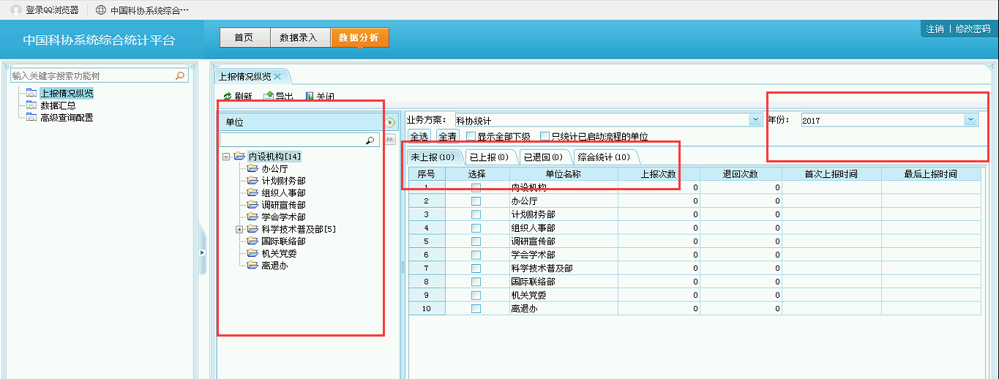 登录QQ浏览器 中国科协系统综合…
中国科协系统综合统计平台
首页 数据录入 数据分析
注销 | 修改密码
输入关键字搜索功能树
上报情况纵览
数据汇总
高级查询配置
上报情况纵览
刷新 导出 关闭
单位
内设机构[14]
办公厅
计划财务部
组织人事部
调研宣传部
学会学术部
科学技术普及部[5]
国际联络部
机关党委
离退办
业务方案: 科协统计 年份: 2017
全选 全清 显示全部下级 只统计已启动流程的单位
未上报(10) 已上报(0) 已退回(0) 综合统计(10)
序号 选择 单位名称 上报次数 退回次数 首次上报时间 最后上报时间
1 内设机构 0 0
2 办公厅 0 0
3 计划财务部 0 0
4 组织人事部 0 0
5 调研宣传部 0 0
6 学会学术部 0 0
7 科学技术普及部 0 0
8 国际联络部 0 0
9 机关党委 0 0
10 离退办 0 0